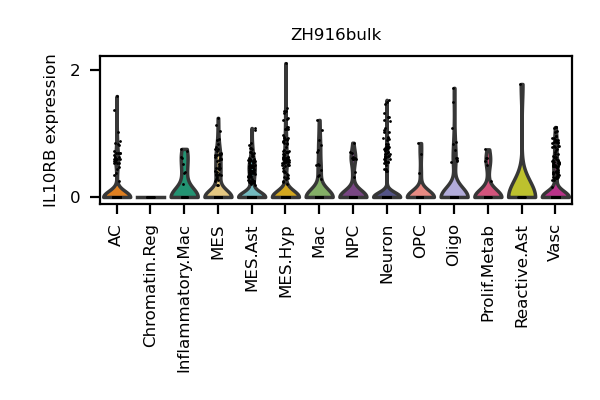 ZH916bulk
IL10RB expression
2
0
AC
Chromatin.Reg
Inflammatory.Mac
MES
MES.Ast
MES.Hyp
Mac
NPC
Neuron
OPC
Oligo
Prolif.Metab
Reactive.Ast
Vasc